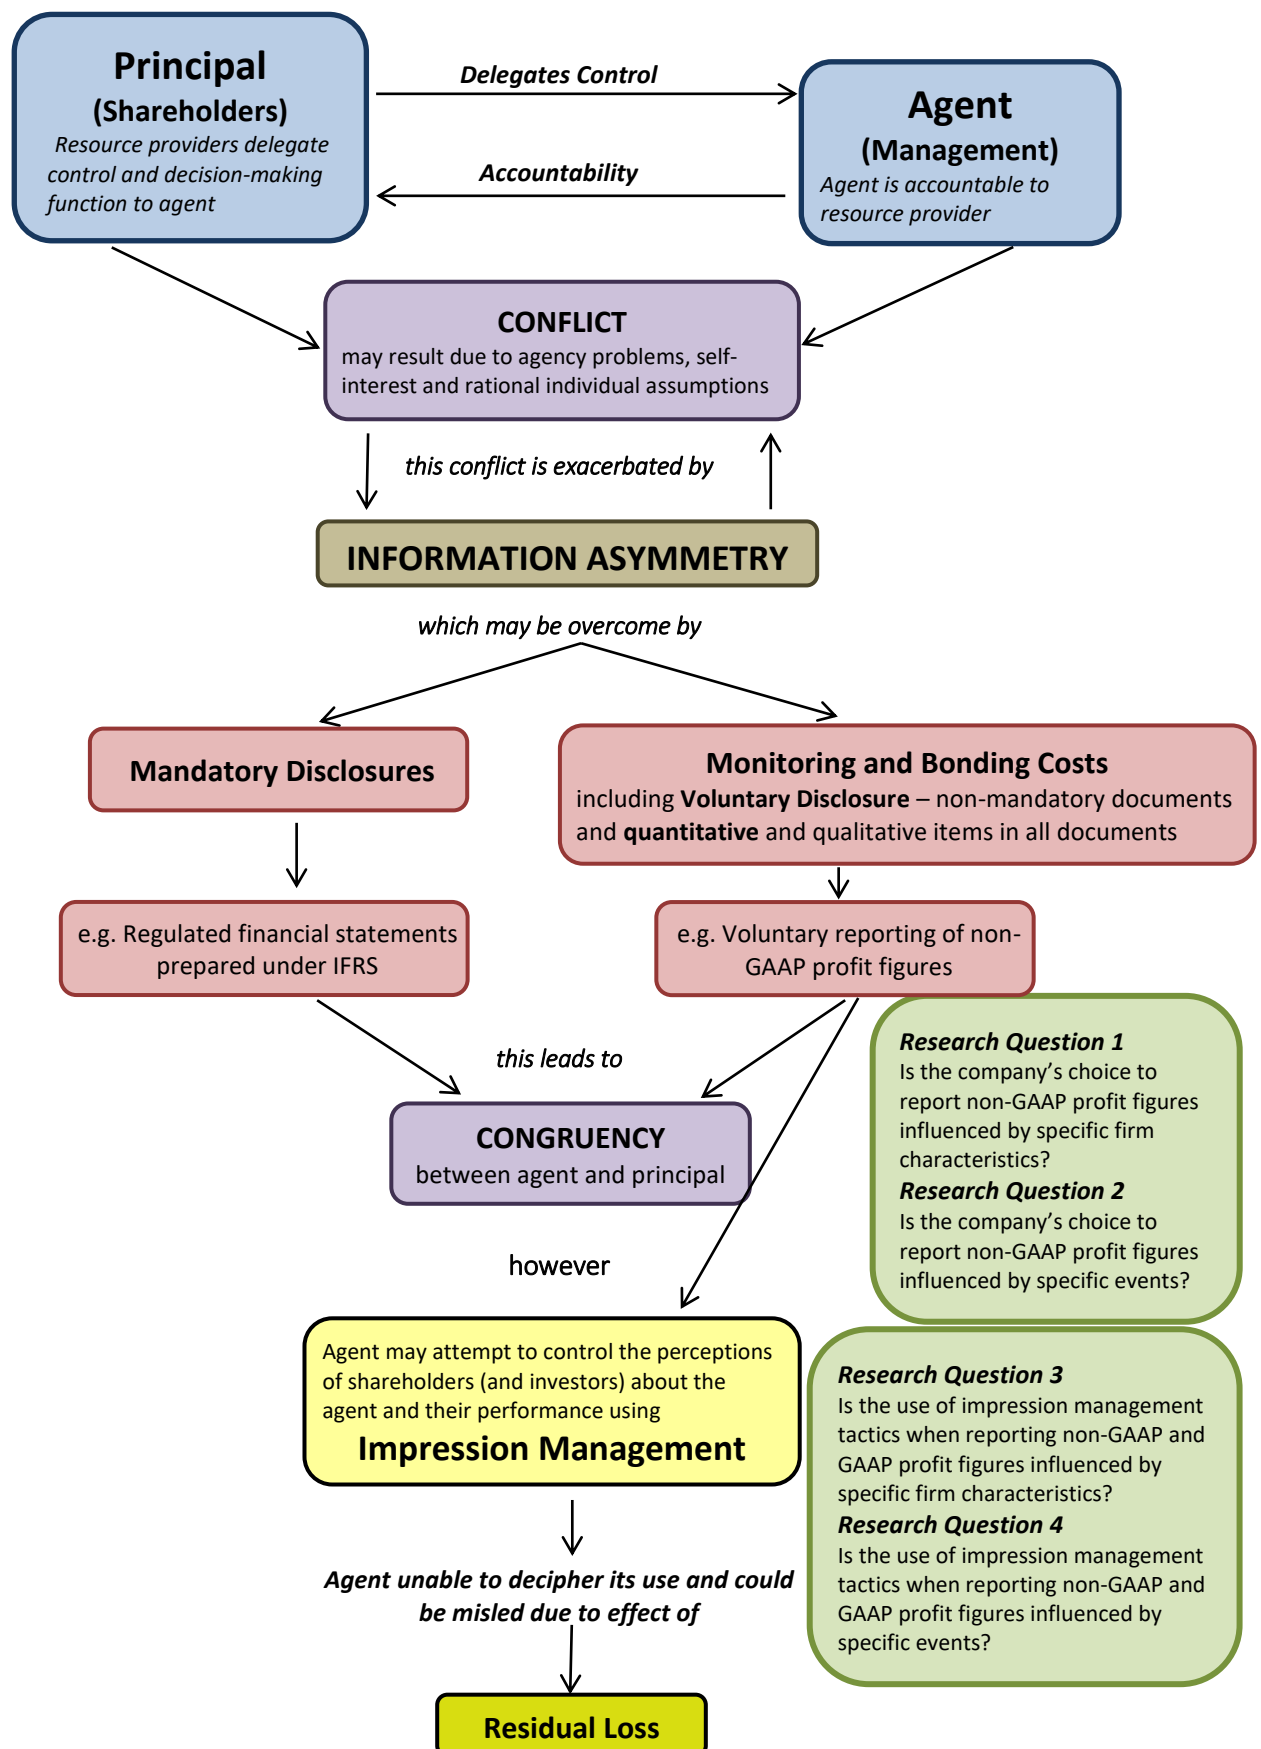 Principal
(Shareholders)
Resource providers delegate
control and decision-making
function to agent
Delegates Control
Accountability
Agent
(Management)
Agent is accountable to
resource provider
CONFLICT
may result due to agency problems, self-
interest and rational individual assumptions
this conflict is exacerbated by
INFORMATION ASYMMETRY
which may be overcome by
Mandatory Disclosures
Monitoring and Bonding Costs
including Voluntary Disclosure – non-mandatory documents
and quantitative and qualitative items in all documents
e.g. Regulated financial statements
prepared under IFRS
e.g. Voluntary reporting of non-
GAAP profit figures
this leads to
CONGRUENCY
between agent and principal
Research Question 1
Is the company’s choice to
report non-GAAP profit figures
influenced by specific firm
characteristics?
Research Question 2
Is the company’s choice to
report non-GAAP profit figures
influenced by specific events?
however
Agent may attempt to control the perceptions
of shareholders (and investors) about the
agent and their performance using
Impression Management
Research Question 3
Is the use of impression management
tactics when reporting non-GAAP and
GAAP profit figures influenced by
specific firm characteristics?
Research Question 4
Is the use of impression management
tactics when reporting non-GAAP and
GAAP profit figures influenced by
specific events?
Agent unable to decipher its use and could
be misled due to effect of
Residual Loss